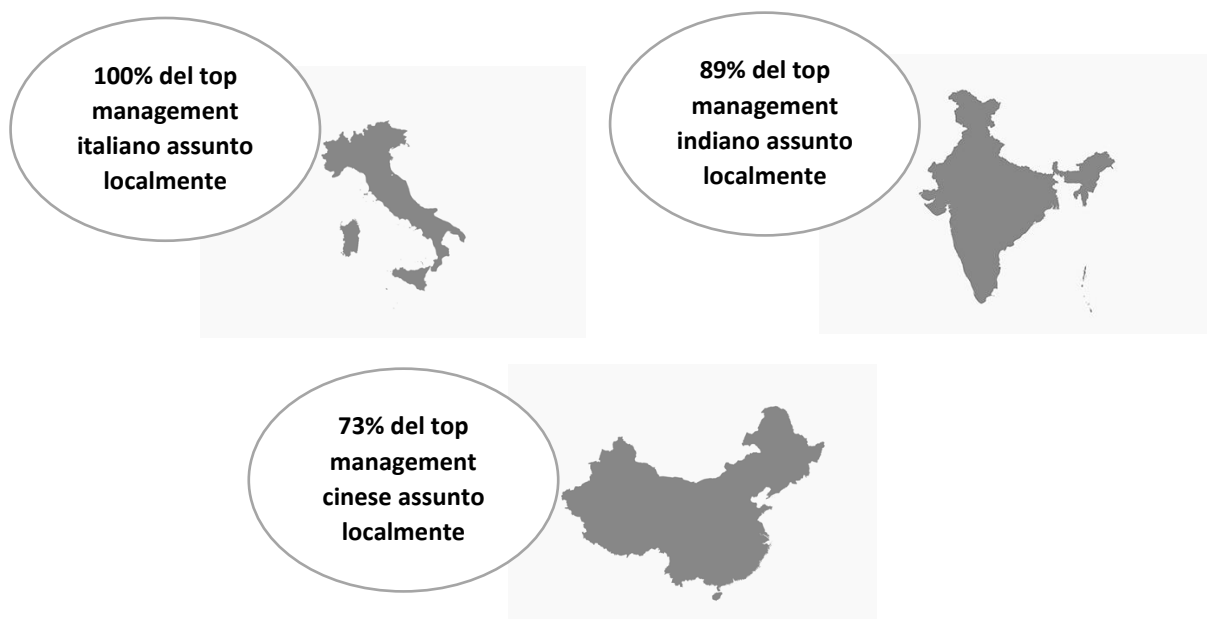 100% del top
management
italiano assunto
localmente
89% del top
management
indiano assunto
localmente
73% del top
management
cinese assunto
localmente